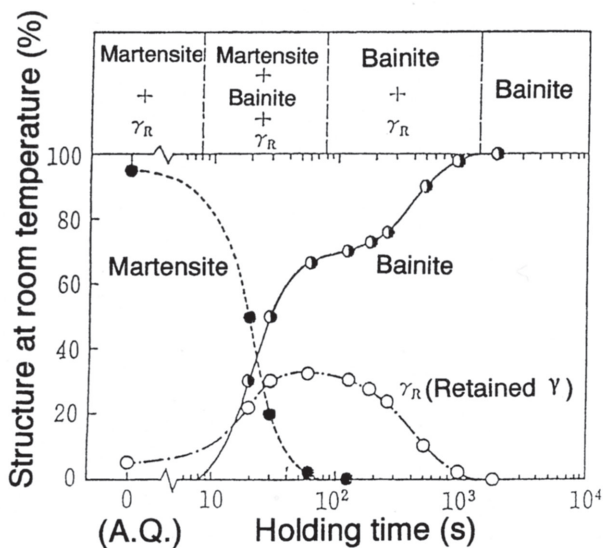 Martensite
+
γR
Martensite
+
Bainite
+
γR
Bainite
+
γR
Bainite
Structure at room temperature (%)
100
80
60
40
20
0
Martensite
Bainite
γR (Retained γ)
0
10
10²
10³
10⁴
(A.Q.)
Holding time (s)